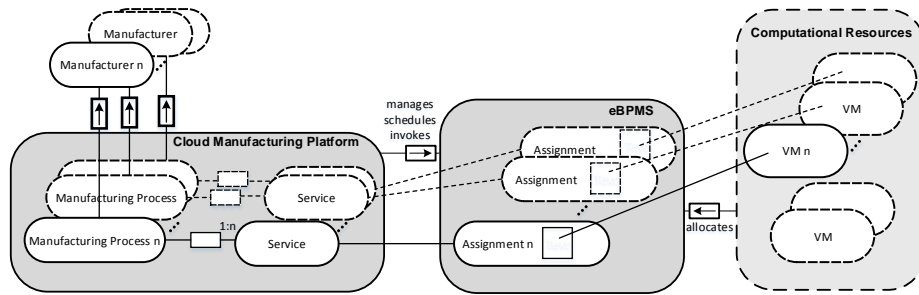 Manufacturer
Manufacturer n
Cloud Manufacturing Platform
Manufacturing Process
Manufacturing Process n
1:n
Service
Service
manages
schedules
invokes
eBPMS
Assignment
Assignment
Assignment n
allocates
Computational Resources
VM
VM n
VM